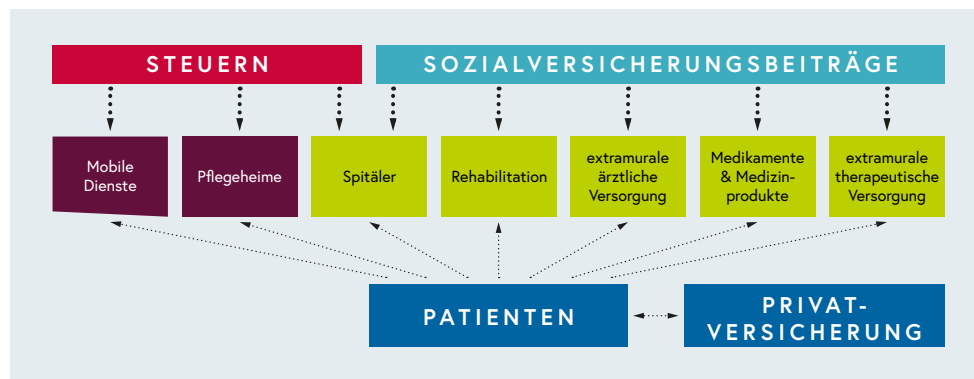 STEUERN
SOZIALVERSICHERUNGSBEITRÄGE
Mobile
Dienste
Pflegeheime
Spitäler
Rehabilitation
extramurale
ärztliche
Versorgung
Medikamente
& Medizin-
produkte
extramurale
therapeutische
Versorgung
PATIENTEN
PRIVAT-
VERSICHERUNG